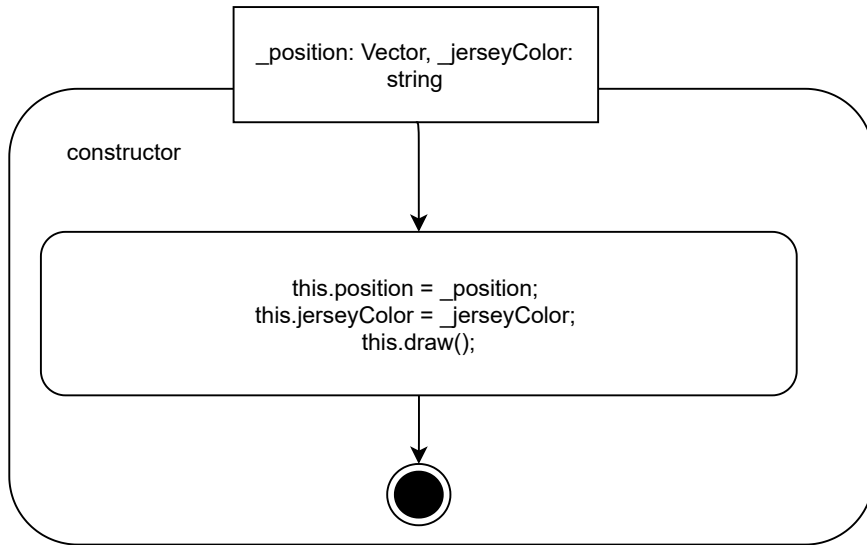 _position: Vector, _jerseyColor:
string
constructor
this.position = _position;
this.jerseyColor = _jerseyColor;
this.draw();